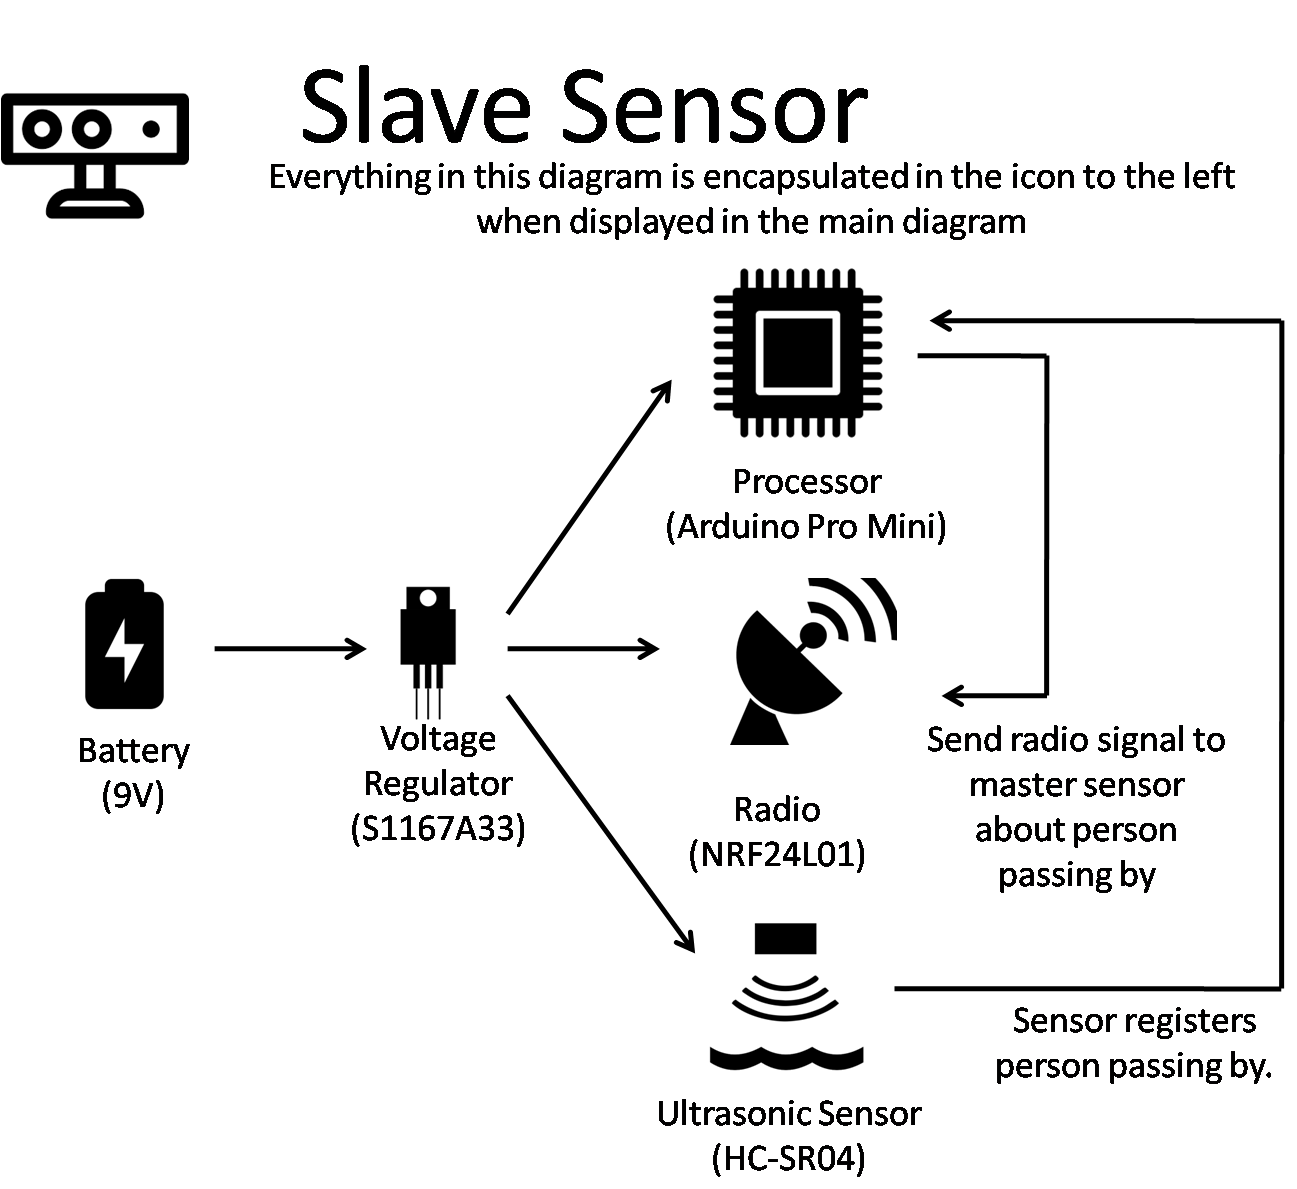 Slave Sensor
Everything in this diagram is encapsulated in the icon to the left
when displayed in the main diagram
Processor
(Arduino Pro Mini)
Battery
(9V)
Voltage
Regulator
(S1167A33)
Radio
(NRF24L01)
Send radio signal to
master sensor
about person
passing by
Sensor registers
person passing by.
Ultrasonic Sensor
(HC-SR04)